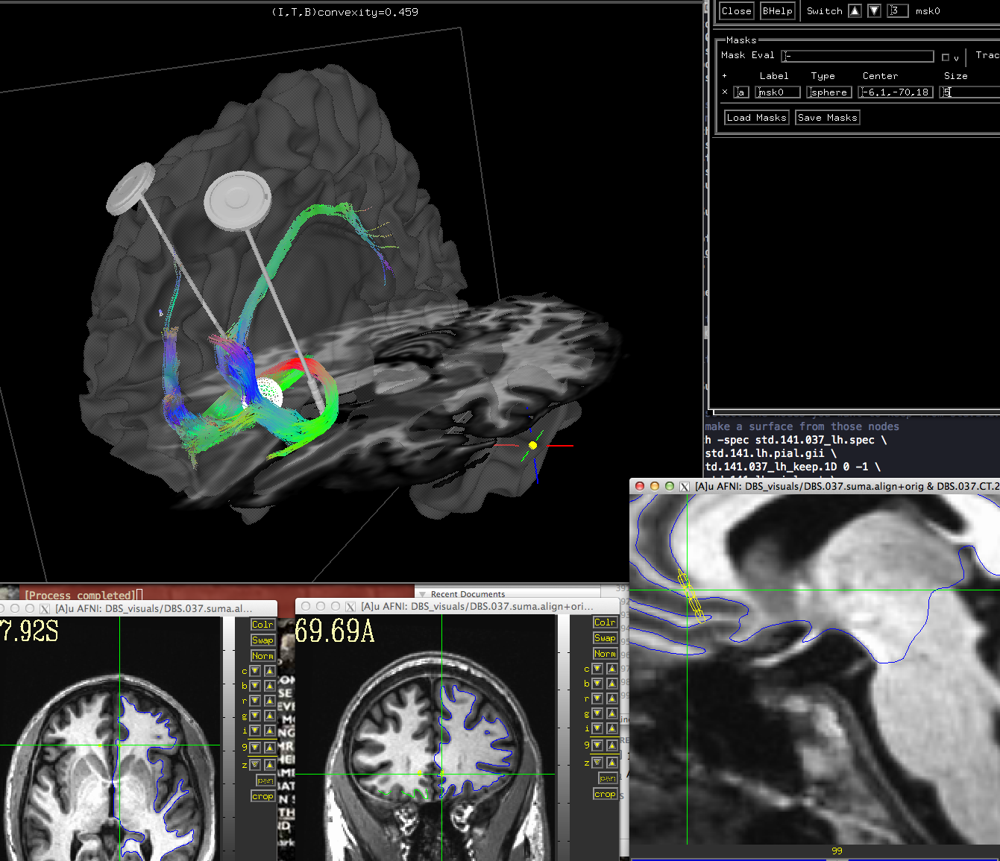 (I,T,B)convexity=0.459
Close BHelp Switch 3 msk0
Masks
Mask Eval - v Trac
+ Label Type Center Size
× a msk0 sphere -6.1,-70,18 5
Load Masks Save Masks
make a surface from those nodes
h -spec std.141.037_lh.spec \
std.141.lh.pial.gii \
td.141.037_lh_keep.1D 0 -1 \
[A]u AFNI: DBS_visuals/DBS.037.suma.align+orig & DBS.037.CT.2
[Process completed]
Recent Documents
[A]u AFNI: DBS_visuals/DBS.037.suma.al...
[A]u AFNI: DBS_visuals/DBS.037.suma.align+ori...
7.92S
69.69A
Colr
Swap
Norm
c
b
r
g
i
9
z
pan
crop
Colr
Swap
Norm
c
b
r
g
i
9
z
pan
crop
99